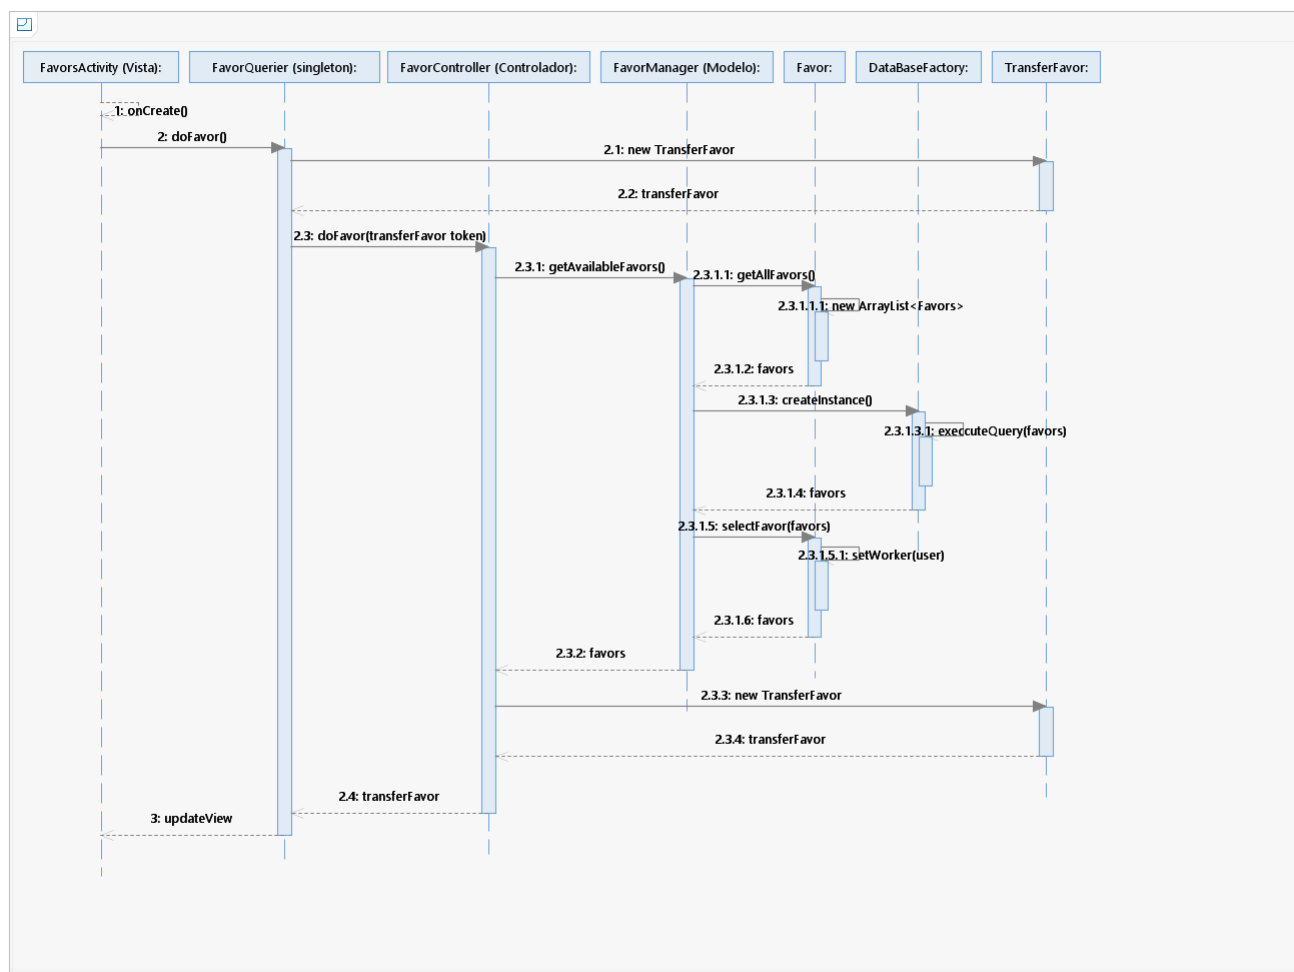 FavorsActivity (Vista):
FavorQuerier (singleton):
FavorController (Controlador):
FavorManager (Modelo):
Favor:
DataBaseFactory:
TransferFavor:
1: onCreate()
2: doFavor()
2.1: new TransferFavor
2.2: transferFavor
2.3: doFavor(transferFavor token)
2.3.1: getAvailableFavors()
2.3.1.1: getAllFavors()
2.3.1.1.1: new ArrayList<Favors>
2.3.1.2: favors
2.3.1.3: createInstance()
2.3.1.3.1: execcuteQuery(favors)
2.3.1.4: favors
2.3.1.5: selectFavor(favors)
2.3.1.5.1: setWorker(user)
2.3.1.6: favors
2.3.2: favors
2.3.3: new TransferFavor
2.3.4: transferFavor
2.4: transferFavor
3: updateView